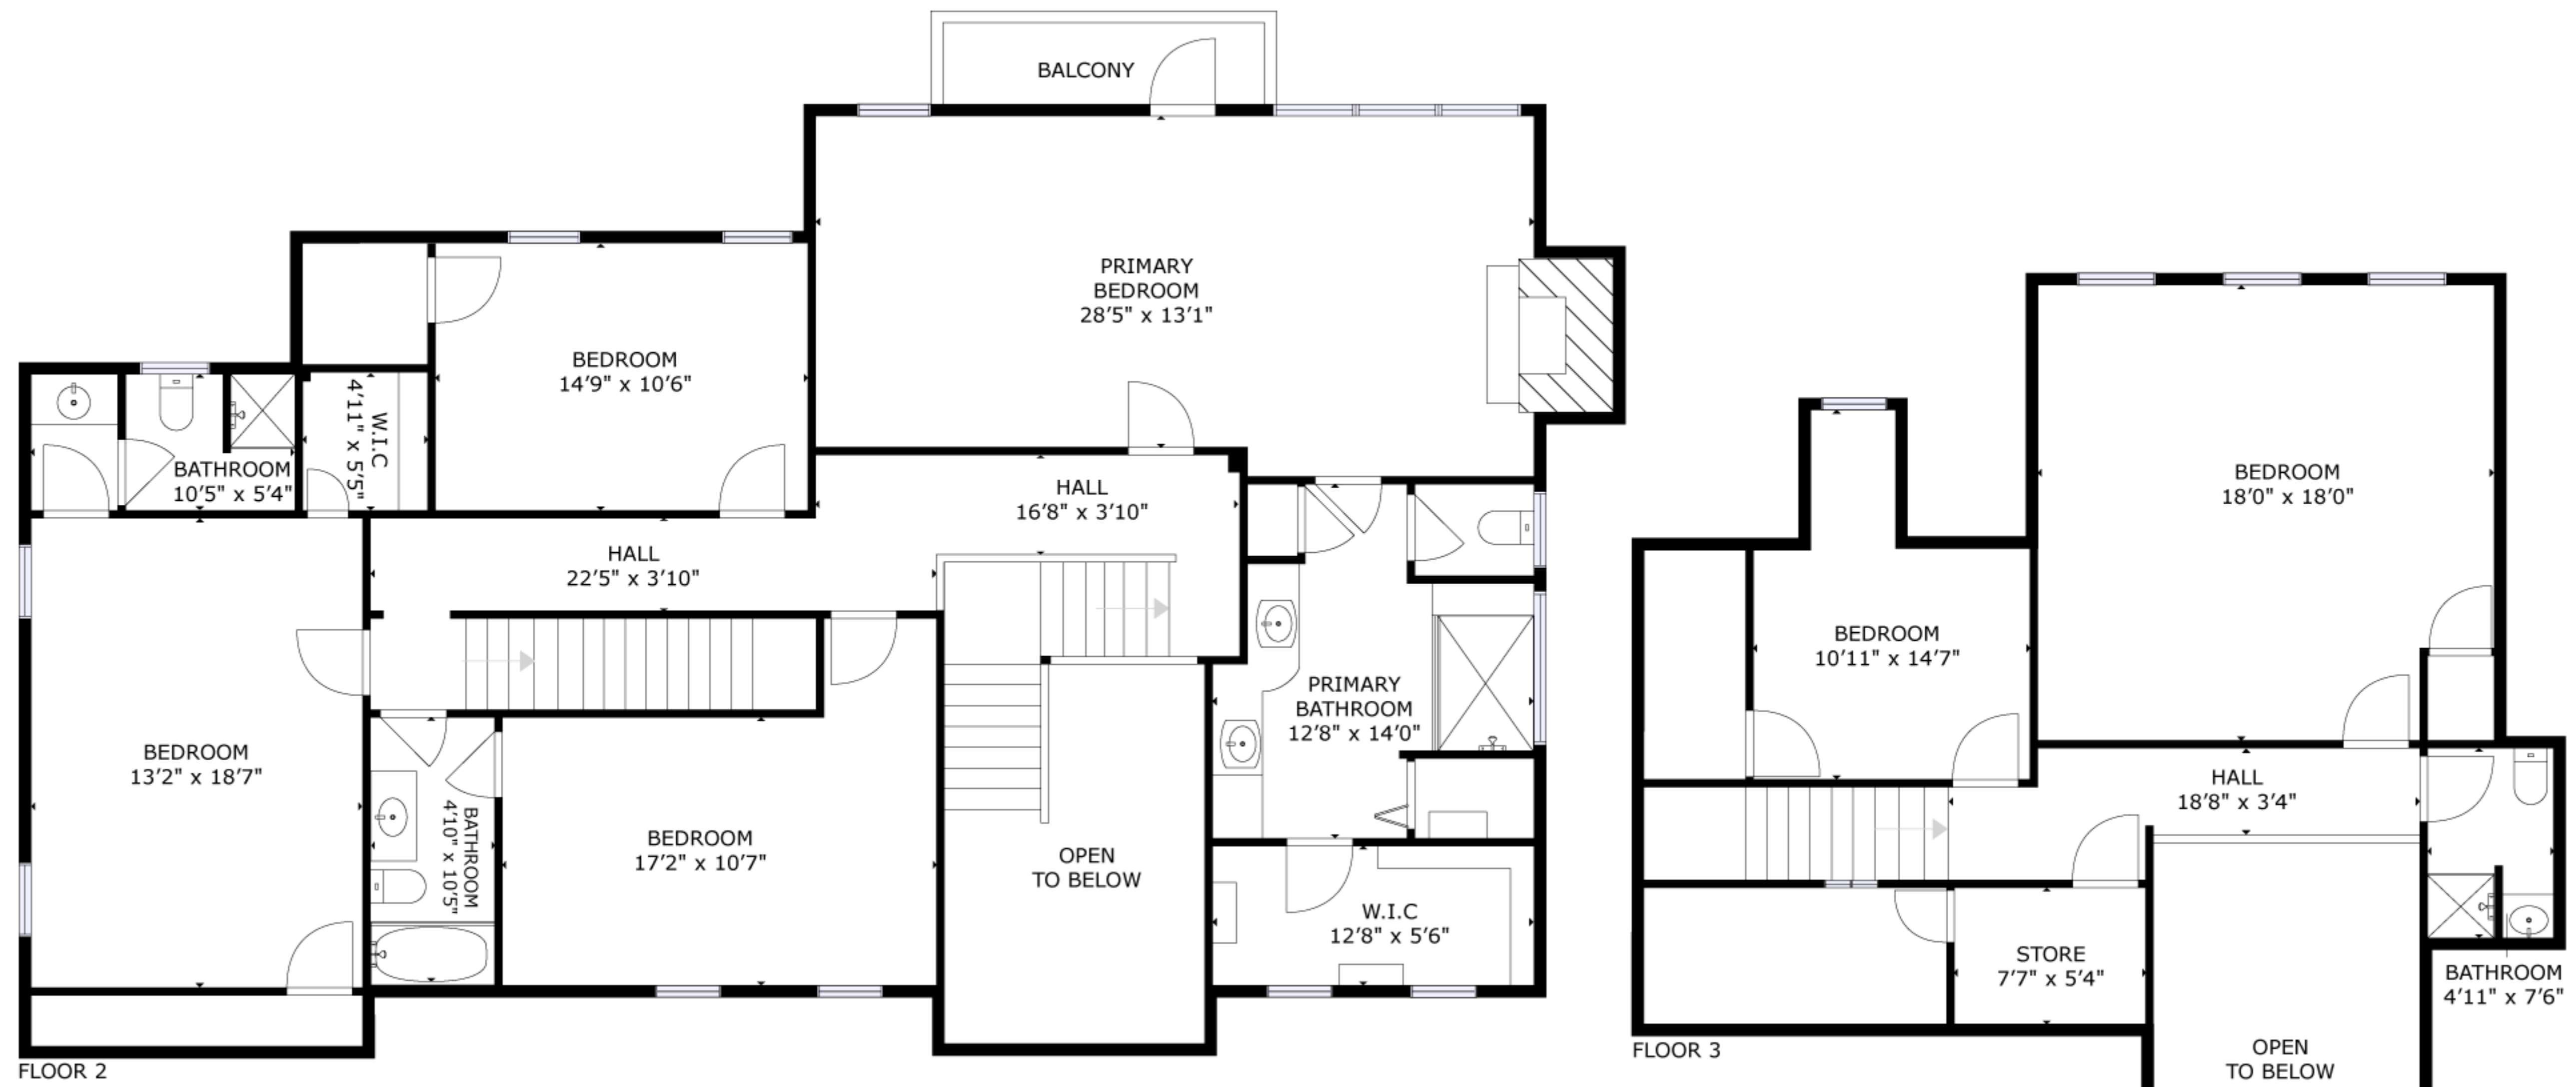 BALCONY
PRIMARY
BEDROOM
28'5" x 13'1"
BEDROOM
14'9" x 10'6"
W.I.C
4'11" x 5'5"
BATHROOM
10'5" x 5'4"
HALL
16'8" x 3'10"
HALL
22'5" x 3'10"
PRIMARY
BATHROOM
12'8" x 14'0"
BEDROOM
13'2" x 18'7"
BATHROOM
4'10" x 10'5"
BEDROOM
17'2" x 10'7"
OPEN
TO BELOW
W.I.C
12'8" x 5'6"
FLOOR 2
BEDROOM
18'0" x 18'0"
BEDROOM
10'11" x 14'7"
HALL
18'8" x 3'4"
STORE
7'7" x 5'4"
BATHROOM
4'11" x 7'6"
OPEN
TO BELOW
FLOOR 3